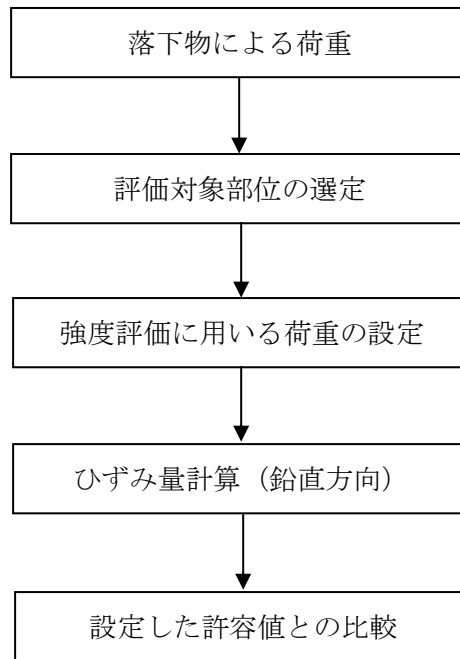 落下物による荷重
評価対象部位の選定
強度評価に用いる荷重の設定
ひずみ量計算（鉛直方向）
設定した許容値との比較